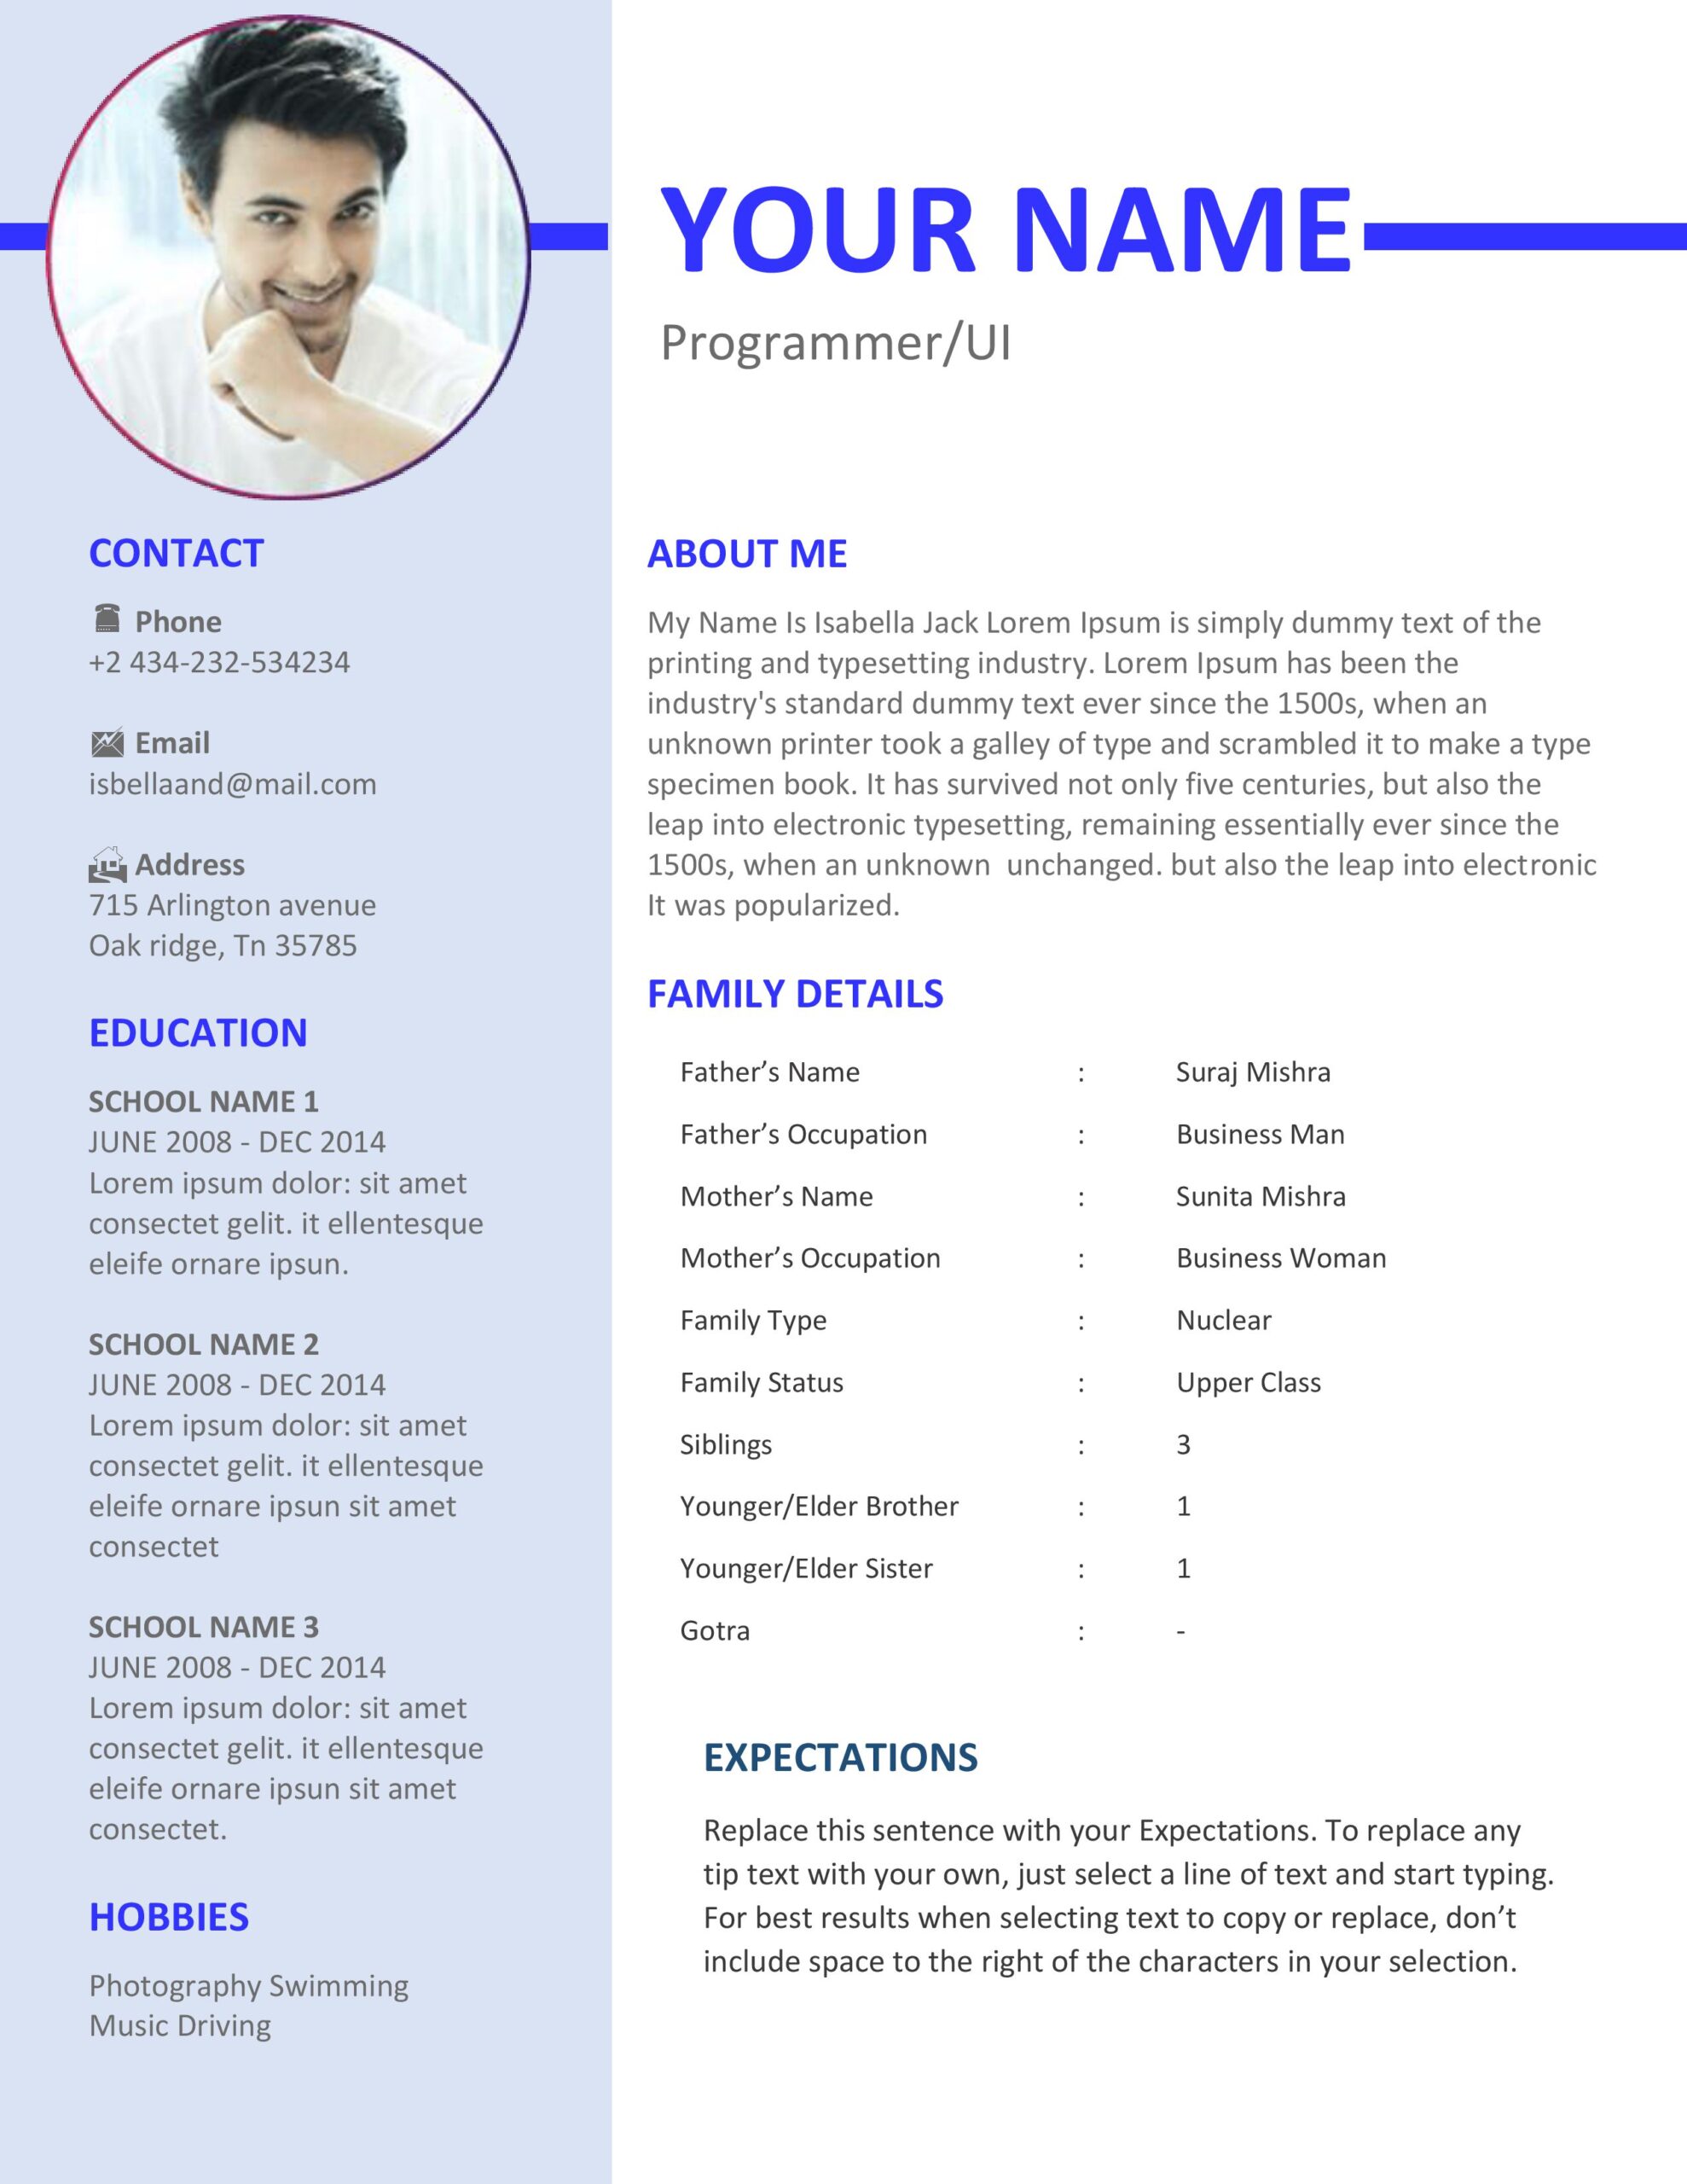 YOUR NAME
Programmer/UI
CONTACT
Phone
+2 434-232-534234
Email
isbellaand@mail.com
Address
715 Arlington avenue
Oak ridge, Tn 35785
EDUCATION
SCHOOL NAME 1
JUNE 2008 - DEC 2014
Lorem ipsum dolor: sit amet
consectet gelit. it ellentesque
eleife ornare ipsun.
SCHOOL NAME 2
JUNE 2008 - DEC 2014
Lorem ipsum dolor: sit amet
consectet gelit. it ellentesque
eleife ornare ipsun sit amet
consectet
SCHOOL NAME 3
JUNE 2008 - DEC 2014
Lorem ipsum dolor: sit amet
consectet gelit. it ellentesque
eleife ornare ipsun sit amet
consectet.
HOBBIES
Photography Swimming
Music Driving
ABOUT ME
My Name Is Isabella Jack Lorem Ipsum is simply dummy text of the
printing and typesetting industry. Lorem Ipsum has been the
industry's standard dummy text ever since the 1500s, when an
unknown printer took a galley of type and scrambled it to make a type
specimen book. It has survived not only five centuries, but also the
leap into electronic typesetting, remaining essentially ever since the
1500s, when an unknown  unchanged. but also the leap into electronic
It was popularized.
FAMILY DETAILS
Father’s Name : Suraj Mishra
Father’s Occupation : Business Man
Mother’s Name : Sunita Mishra
Mother’s Occupation : Business Woman
Family Type : Nuclear
Family Status : Upper Class
Siblings : 3
Younger/Elder Brother : 1
Younger/Elder Sister : 1
Gotra : -
EXPECTATIONS
Replace this sentence with your Expectations. To replace any
tip text with your own, just select a line of text and start typing.
For best results when selecting text to copy or replace, don’t
include space to the right of the characters in your selection.